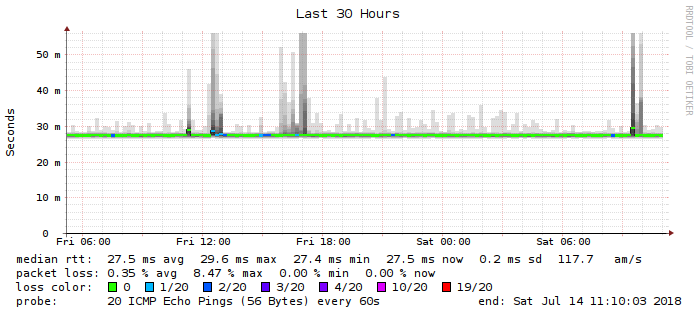 Last 30 Hours
RRDTOOL / TOBI OETIKER
Seconds
50 m
40 m
30 m
20 m
10 m
0
Fri 06:00 Fri 12:00 Fri 18:00 Sat 00:00 Sat 06:00
median rtt: 27.5 ms avg 29.6 ms max 27.4 ms min 27.5 ms now 0.2 ms sd 117.7 am/s
packet loss: 0.35 % avg 8.47 % max 0.00 % min 0.00 % now
loss color: 0 1/20 2/20 3/20 4/20 10/20 19/20
probe: 20 ICMP Echo Pings (56 Bytes) every 60s end: Sat Jul 14 11:10:03 2018